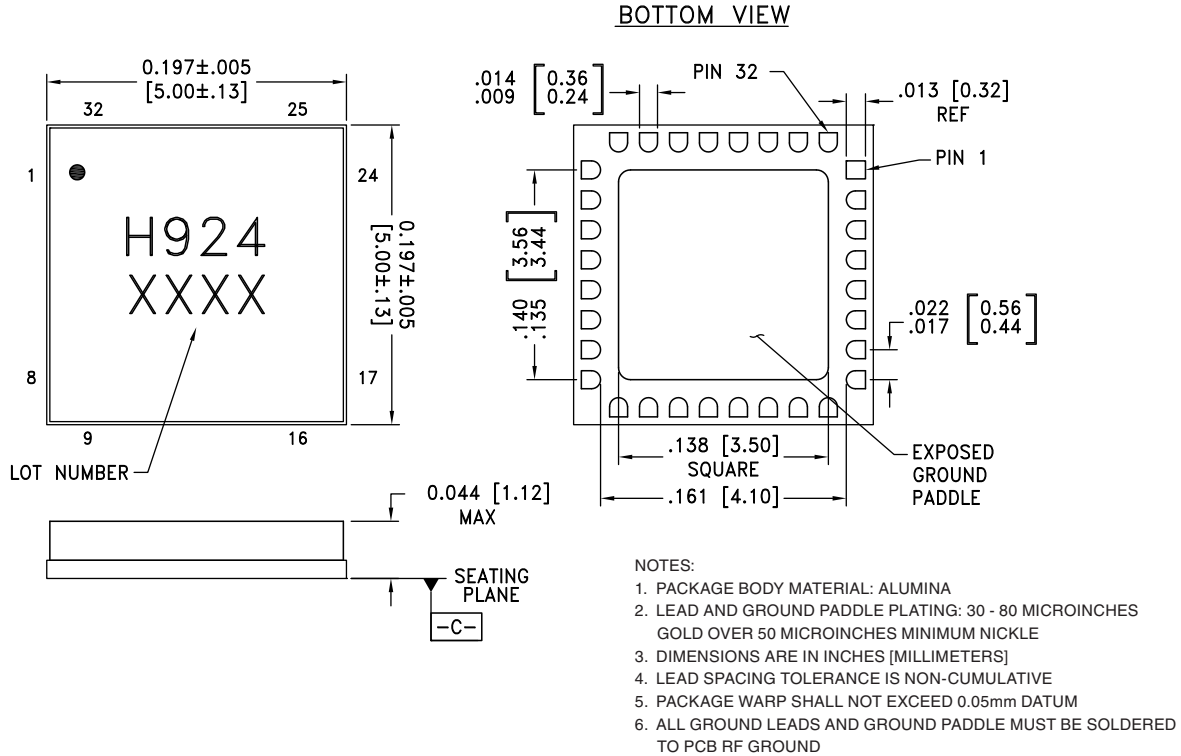 BOTTOM VIEW
0.197±.005
[5.00±.13]
32
25
1
24
H924
XXXX
0.197±.005
[5.00±.13]
8
17
9
16
LOT NUMBER
.014 [0.36]
.009 [0.24]
PIN 32
.013 [0.32]
REF
PIN 1
[3.56]
[3.44]
.140
.135
.022 [0.56]
.017 [0.44]
.138 [3.50]
SQUARE
.161 [4.10]
EXPOSED
GROUND
PADDLE
0.044 [1.12]
MAX
SEATING
PLANE
-C-
NOTES:
1. PACKAGE BODY MATERIAL: ALUMINA
2. LEAD AND GROUND PADDLE PLATING: 30 - 80 MICROINCHES
GOLD OVER 50 MICROINCHES MINIMUM NICKLE
3. DIMENSIONS ARE IN INCHES [MILLIMETERS]
4. LEAD SPACING TOLERANCE IS NON-CUMULATIVE
5. PACKAGE WARP SHALL NOT EXCEED 0.05mm DATUM
6. ALL GROUND LEADS AND GROUND PADDLE MUST BE SOLDERED
TO PCB RF GROUND